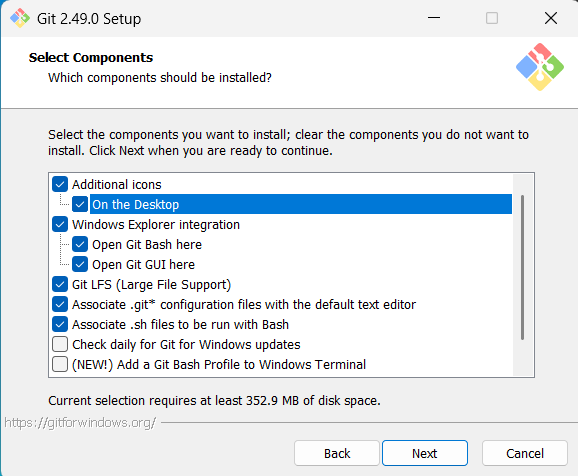 Git 2.49.0 Setup
Select Components
Which components should be installed?
Select the components you want to install; clear the components you do not want to
install. Click Next when you are ready to continue.
Additional icons
On the Desktop
Windows Explorer integration
Open Git Bash here
Open Git GUI here
Git LFS (Large File Support)
Associate .git* configuration files with the default text editor
Associate .sh files to be run with Bash
Check daily for Git for Windows updates
(NEW!) Add a Git Bash Profile to Windows Terminal
Current selection requires at least 352.9 MB of disk space.
https://gitforwindows.org/
Back
Next
Cancel